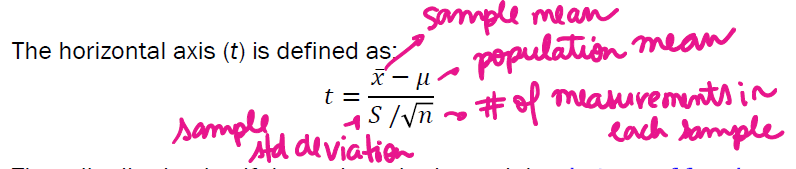 sample mean
The horizontal axis (t) is defined as:
population mean
t = (x̄ − μ) / (S /√n)
# of measurements in
each sample
sample
std deviation